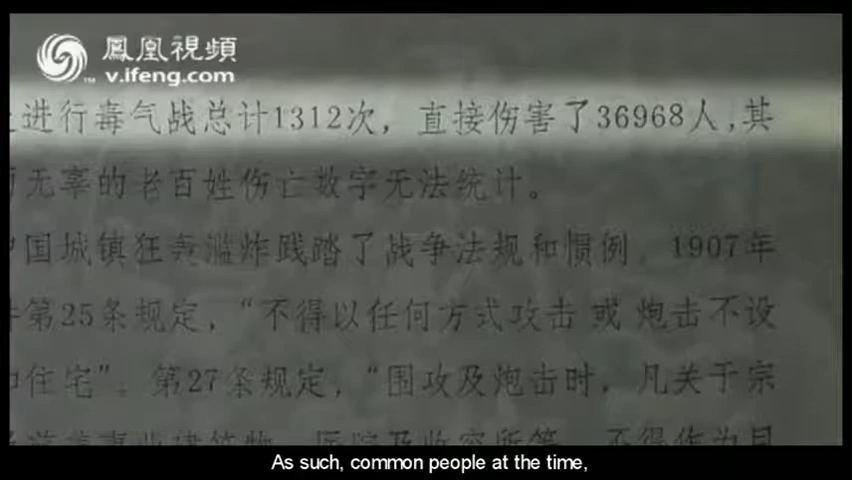 鳳凰視頻
v.ifeng.com
进行毒气战总计1312次，直接伤害了36968人,其
无辜的老百姓伤亡数字无法统计。
国城镇狂轰滥炸践踏了战争法规和惯例。1907年
第25条规定，“不得以任何方式攻击或炮击不设
住宅”。第27条规定，“围攻及炮击时，凡关于宗
不得作为目
As such, common people at the time,